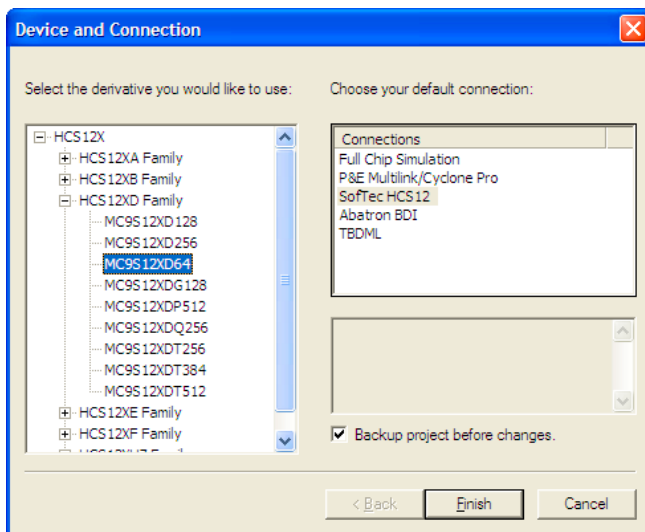 Device and Connection
Select the derivative you would like to use:
HCS12X
HCS12XA Family
HCS12XB Family
HCS12XD Family
MC9S12XD128
MC9S12XD256
MC9S12XD64
MC9S12XDG128
MC9S12XDP512
MC9S12XDQ256
MC9S12XDT256
MC9S12XDT384
MC9S12XDT512
HCS12XE Family
HCS12XF Family
Choose your default connection:
Connections
Full Chip Simulation
P&E Multilink/Cyclone Pro
SofTec HCS12
Abatron BDI
TBDML
Backup project before changes.
< Back
Finish
Cancel